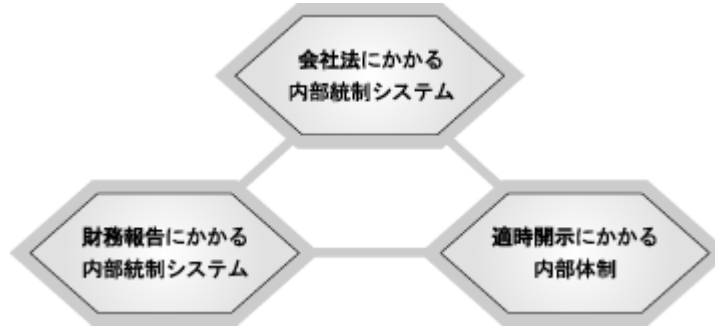 会社法にかかる
内部統制システム
財務報告にかかる
内部統制システム
適時開示にかかる
内部体制